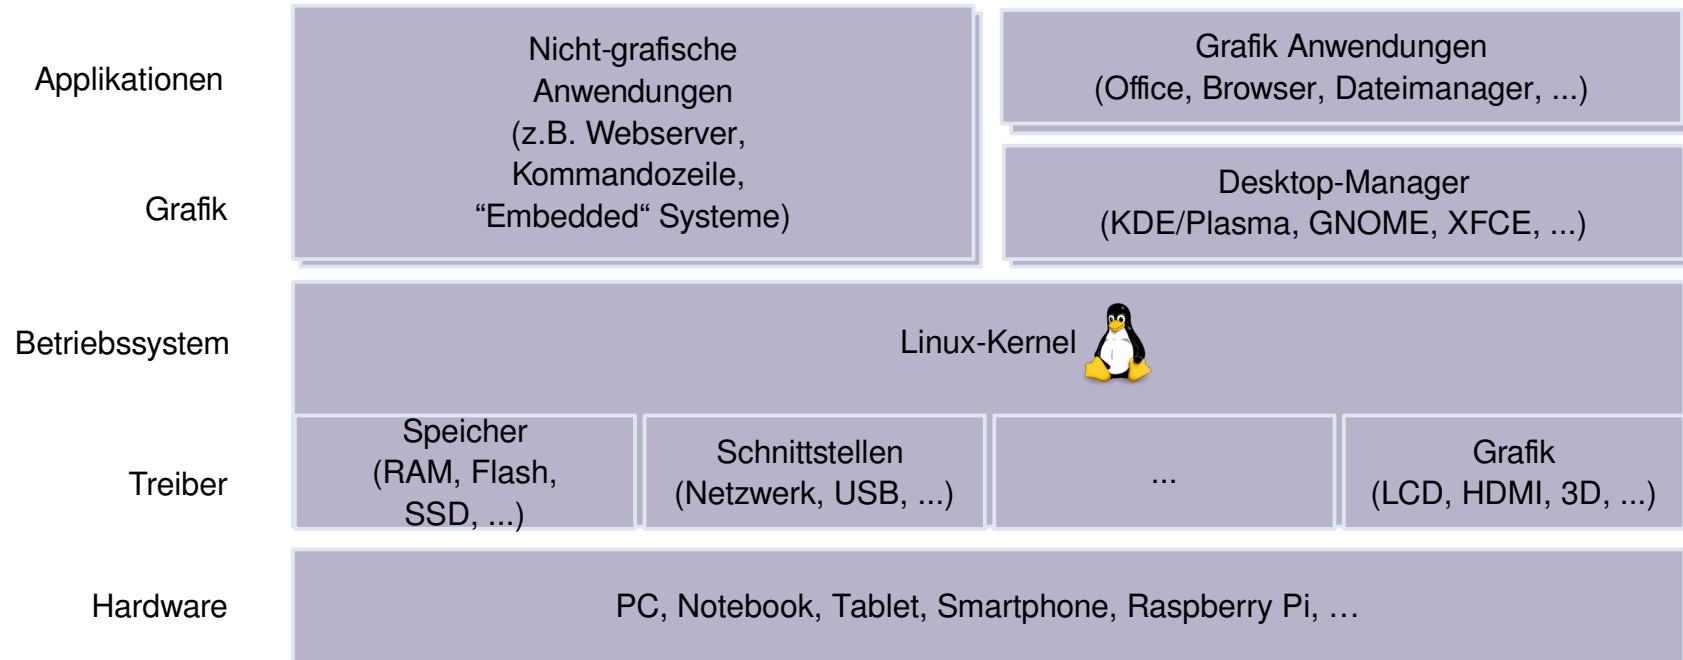 Applikationen
Nicht-grafische
Anwendungen
(z.B. Webserver,
Kommandozeile,
“Embedded“ Systeme)
Grafik Anwendungen
(Office, Browser, Dateimanager, ...)
Grafik
Desktop-Manager
(KDE/Plasma, GNOME, XFCE, ...)
Betriebssystem
Linux-Kernel
Treiber
Speicher
(RAM, Flash,
SSD, ...)
Schnittstellen
(Netzwerk, USB, ...)
...
Grafik
(LCD, HDMI, 3D, ...)
Hardware
PC, Notebook, Tablet, Smartphone, Raspberry Pi, …